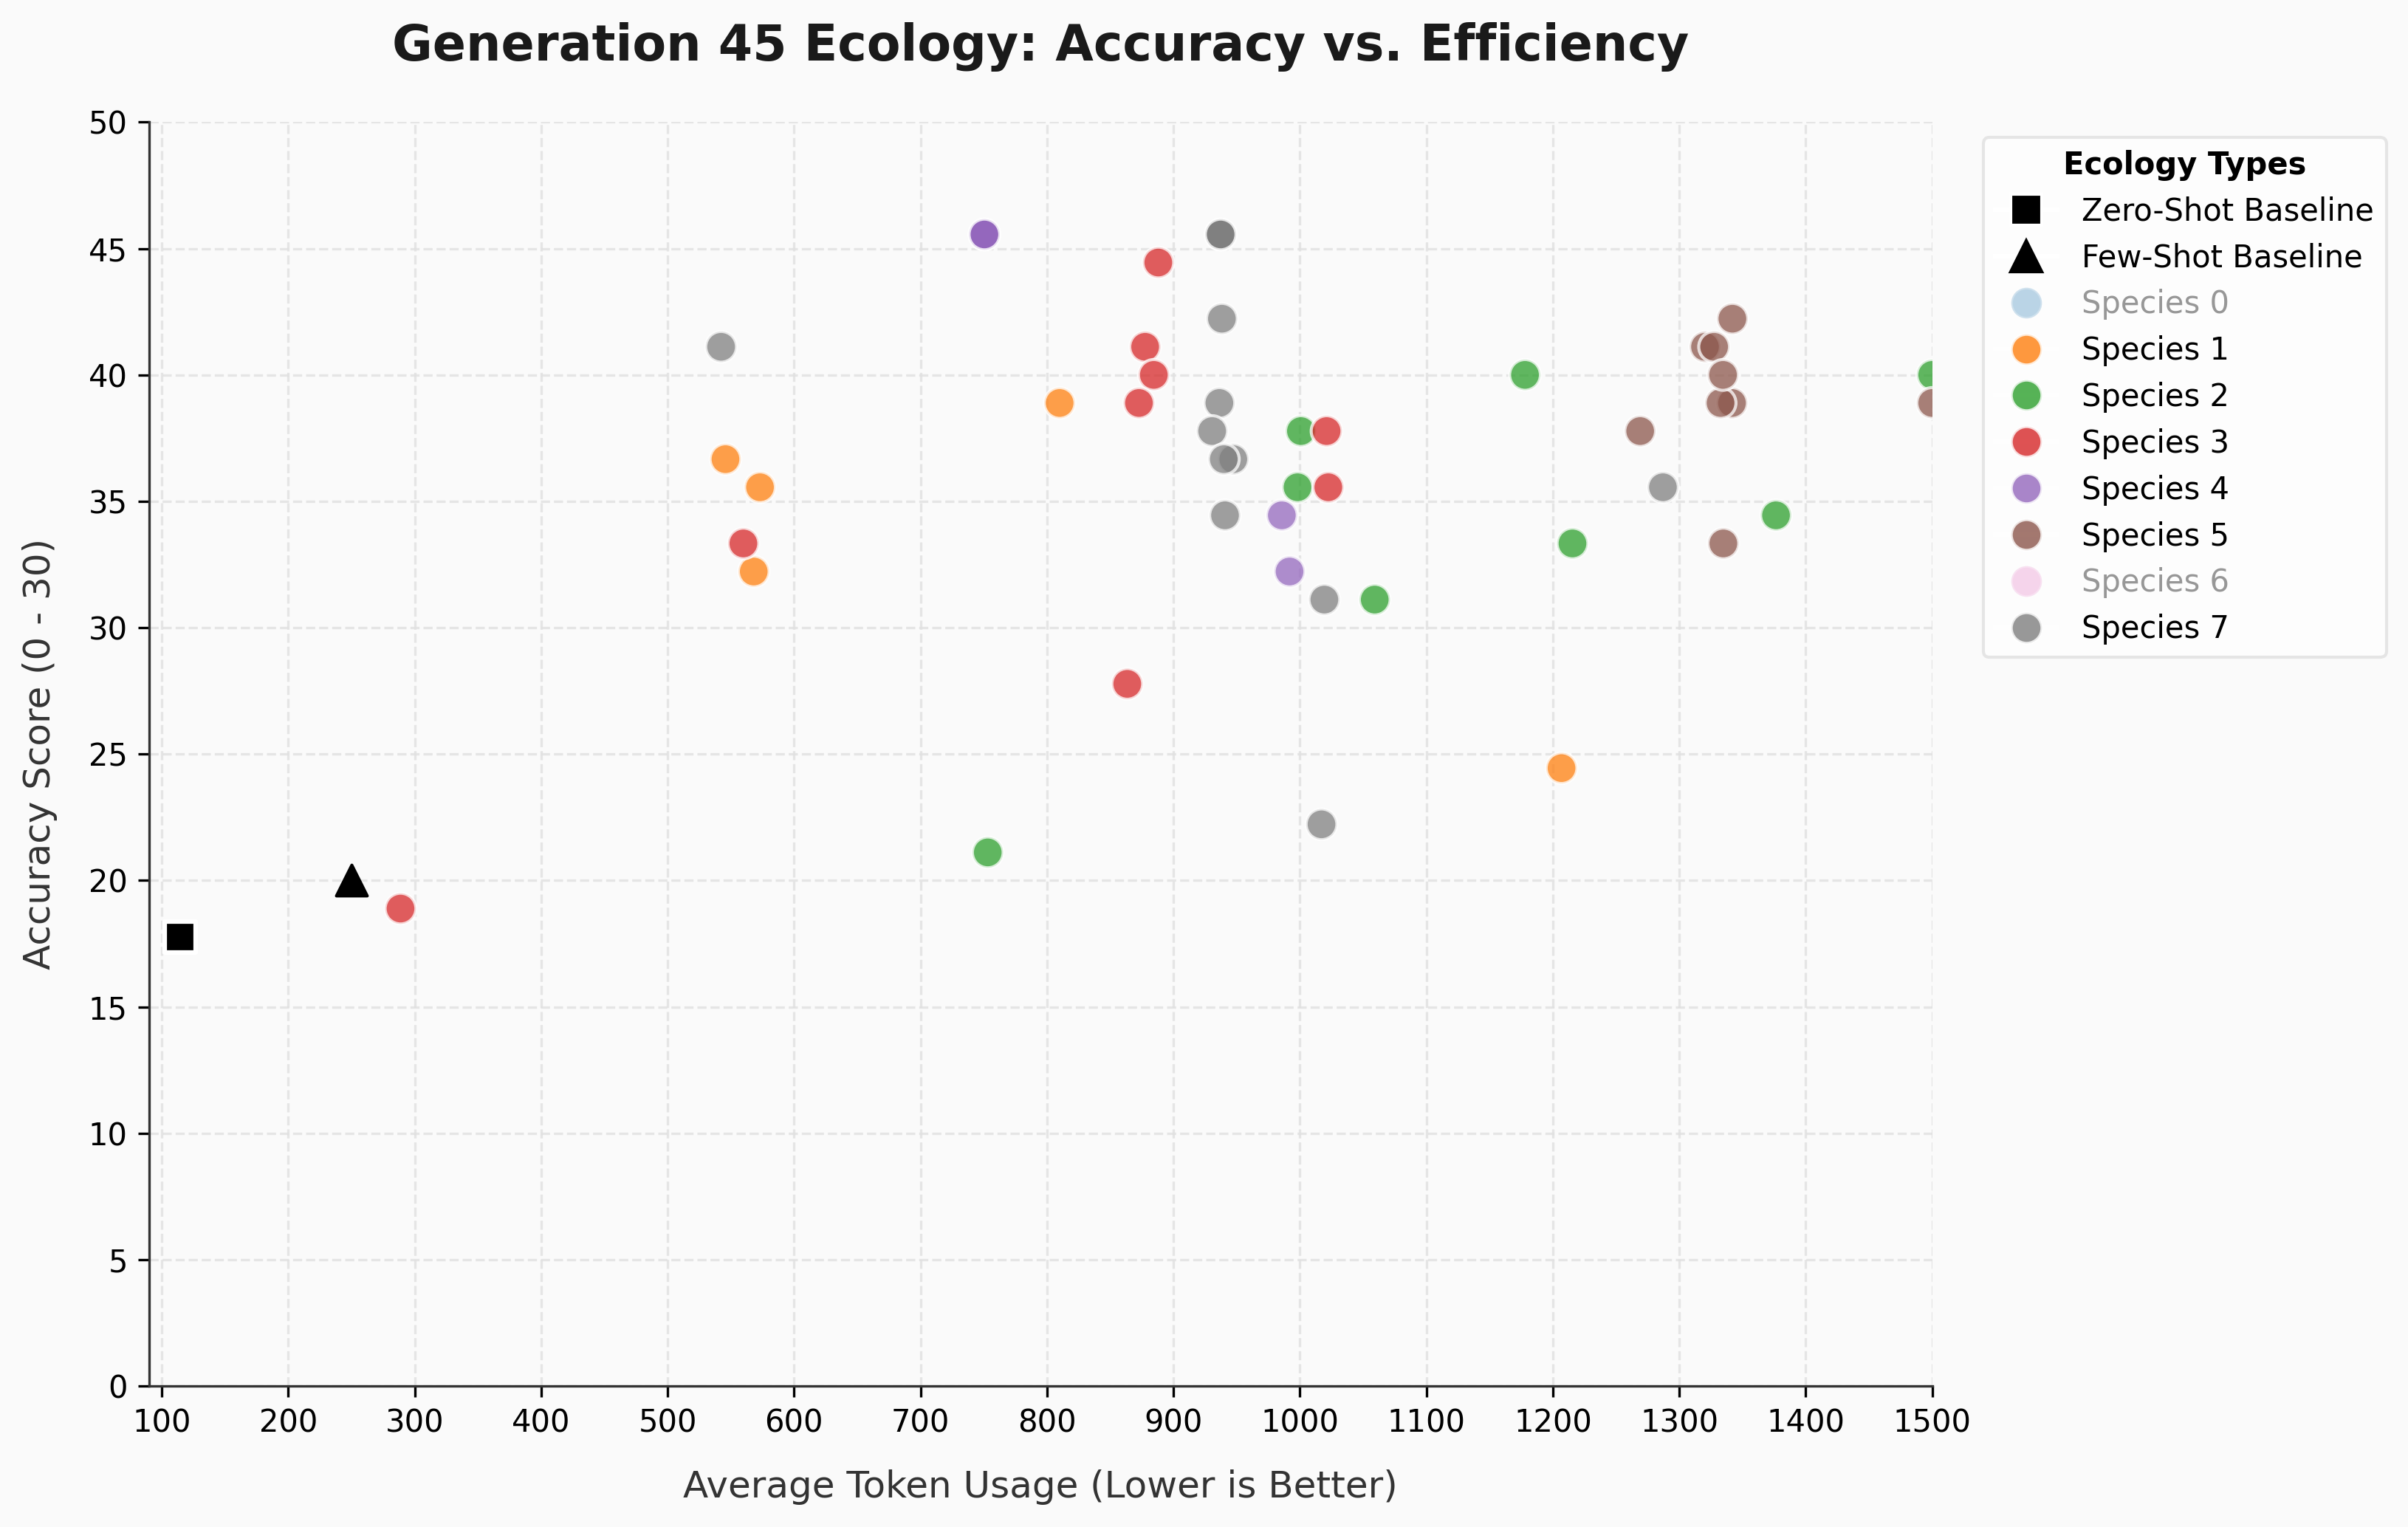 Generation 45 Ecology: Accuracy vs. Efficiency
50
45
40
35
30
25
20
15
10
5
0
Accuracy Score (0 - 30)
100 200 300 400 500 600 700 800 900 1000 1100 1200 1300 1400 1500
Average Token Usage (Lower is Better)
Ecology Types
Zero-Shot Baseline
Few-Shot Baseline
Species 0
Species 1
Species 2
Species 3
Species 4
Species 5
Species 6
Species 7